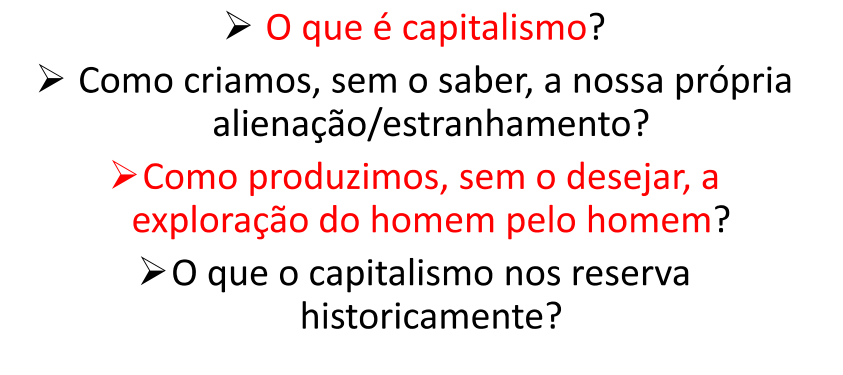 ➢ O que é capitalismo?
➢ Como criamos, sem o saber, a nossa própria
alienação/estranhamento?
➢Como produzimos, sem o desejar, a
exploração do homem pelo homem?
➢O que o capitalismo nos reserva
historicamente?